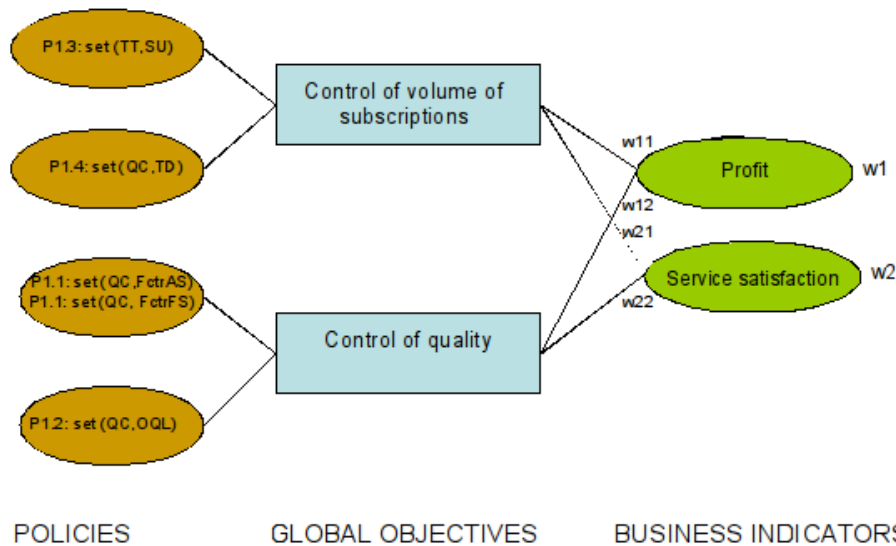 P1.3: set(TT,SU)
Control of volume of
subscriptions
P1.4: set(QC,TD)
w11
Profit
w1
w12
w21
P1.1: set(QC,FctrAS)
P1.1: set(QC, FctrFS)
Service satisfaction
w2
w22
Control of quality
P1.2: set(QC,OQL)
POLICIES
GLOBAL OBJECTIVES
BUSINESS INDICATORS